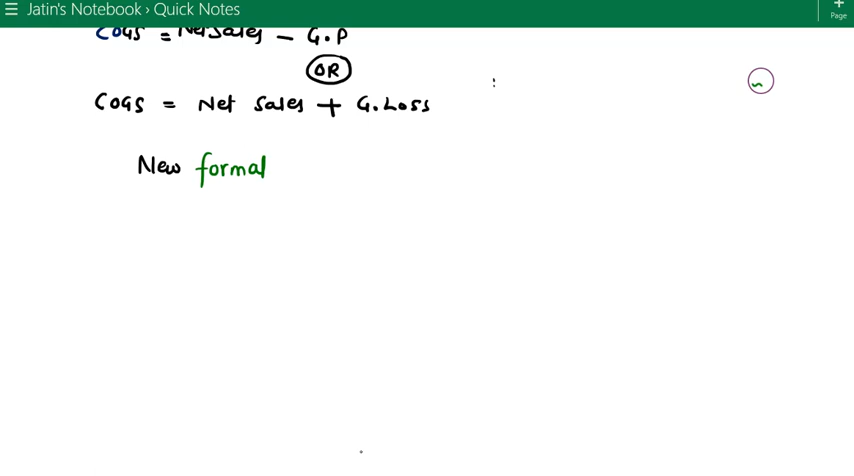 Jatin's Notebook › Quick Notes
Page
COGS = Net Sales - G.P
OR
COGS = Net Sales + G.Loss
New formal